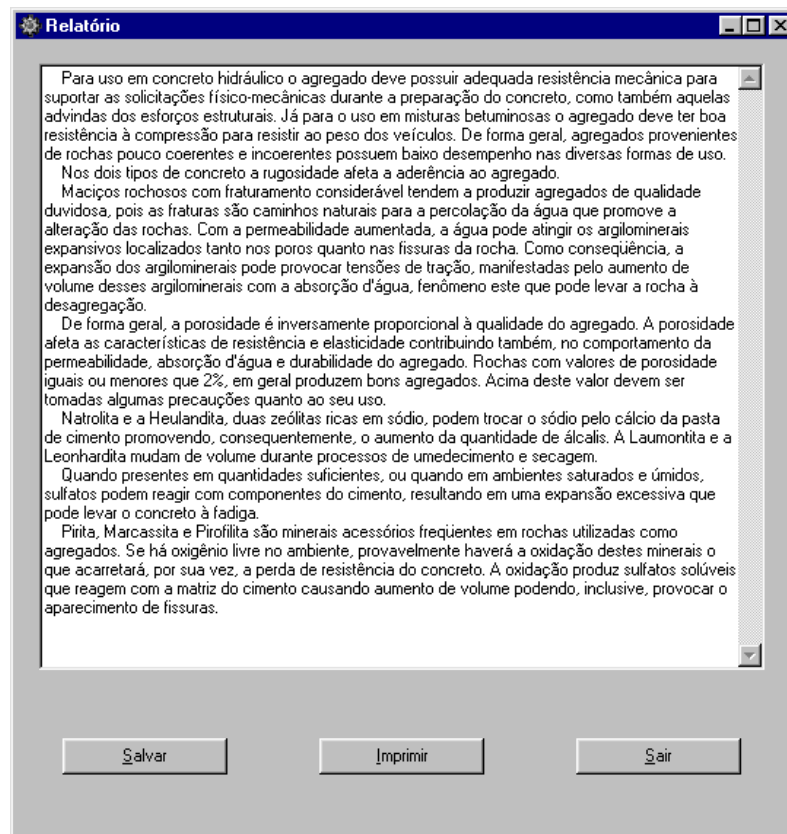 Relatório
Para uso em concreto hidráulico o agregado deve possuir adequada resistência mecânica para
suportar as solicitações físico-mecânicas durante a preparação do concreto, como também aquelas
advindas dos esforços estruturais. Já para o uso em misturas betuminosas o agregado deve ter boa
resistência à compressão para resistir ao peso dos veículos. De forma geral, agregados provenientes
de rochas pouco coerentes e incoerentes possuem baixo desempenho nas diversas formas de uso.
Nos dois tipos de concreto a rugosidade afeta a aderência ao agregado.
Maciços rochosos com fraturamento considerável tendem a produzir agregados de qualidade
duvidosa, pois as fraturas são caminhos naturais para a percolação da água que promove a
alteração das rochas. Com a permeabilidade aumentada, a água pode atingir os argilominerais
expansivos localizados tanto nos poros quanto nas fissuras da rocha. Como conseqüência, a
expansão dos argilominerais pode provocar tensões de tração, manifestadas pelo aumento de
volume desses argilominerais com a absorção d'água, fenômeno este que pode levar a rocha à
desagregação.
De forma geral, a porosidade é inversamente proporcional à qualidade do agregado. A porosidade
afeta as características de resistência e elasticidade contribuindo também, no comportamento da
permeabilidade, absorção d'água e durabilidade do agregado. Rochas com valores de porosidade
iguais ou menores que 2%, em geral produzem bons agregados. Acima deste valor devem ser
tomadas algumas precauções quanto ao seu uso.
Natrolita e a Heulandita, duas zeólitas ricas em sódio, podem trocar o sódio pelo cálcio da pasta
de cimento promovendo, consequentemente, o aumento da quantidade de álcalis. A Laumontita e a
Leonhardita mudam de volume durante processos de umedecimento e secagem.
Quando presentes em quantidades suficientes, ou quando em ambientes saturados e úmidos,
sulfatos podem reagir com componentes do cimento, resultando em uma expansão excessiva que
pode levar o concreto à fadiga.
Pirita, Marcassita e Pirofilita são minerais acessórios freqüentes em rochas utilizadas como
agregados. Se há oxigênio livre no ambiente, provavelmente haverá a oxidação destes minerais o
que acarretará, por sua vez, a perda de resistência do concreto. A oxidação produz sulfatos solúveis
que reagem com a matriz do cimento causando aumento de volume podendo, inclusive, provocar o
aparecimento de fissuras.
Salvar
Imprimir
Sair